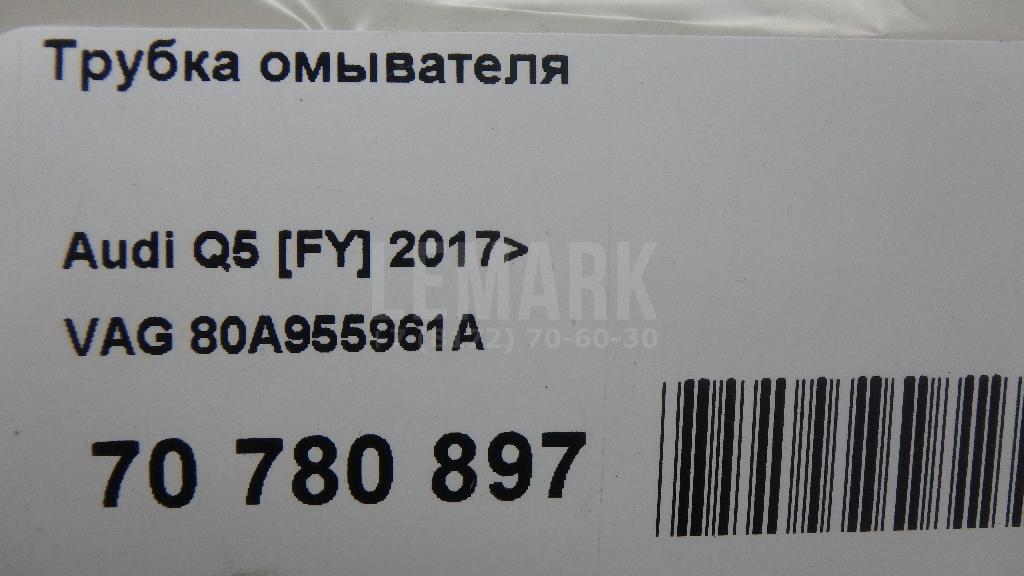 Трубка омывателя
Audi Q5 [FY] 2017>
LEMARK
VAG 80A955961A
70-60-30
70 780 897